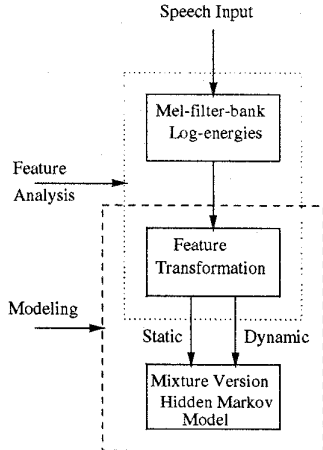 Speech Input
Mel-filter-bank
Log-energies
Feature
Analysis
Feature
Transformation
Modeling
Static
Dynamic
Mixture Version
Hidden Markov
Model